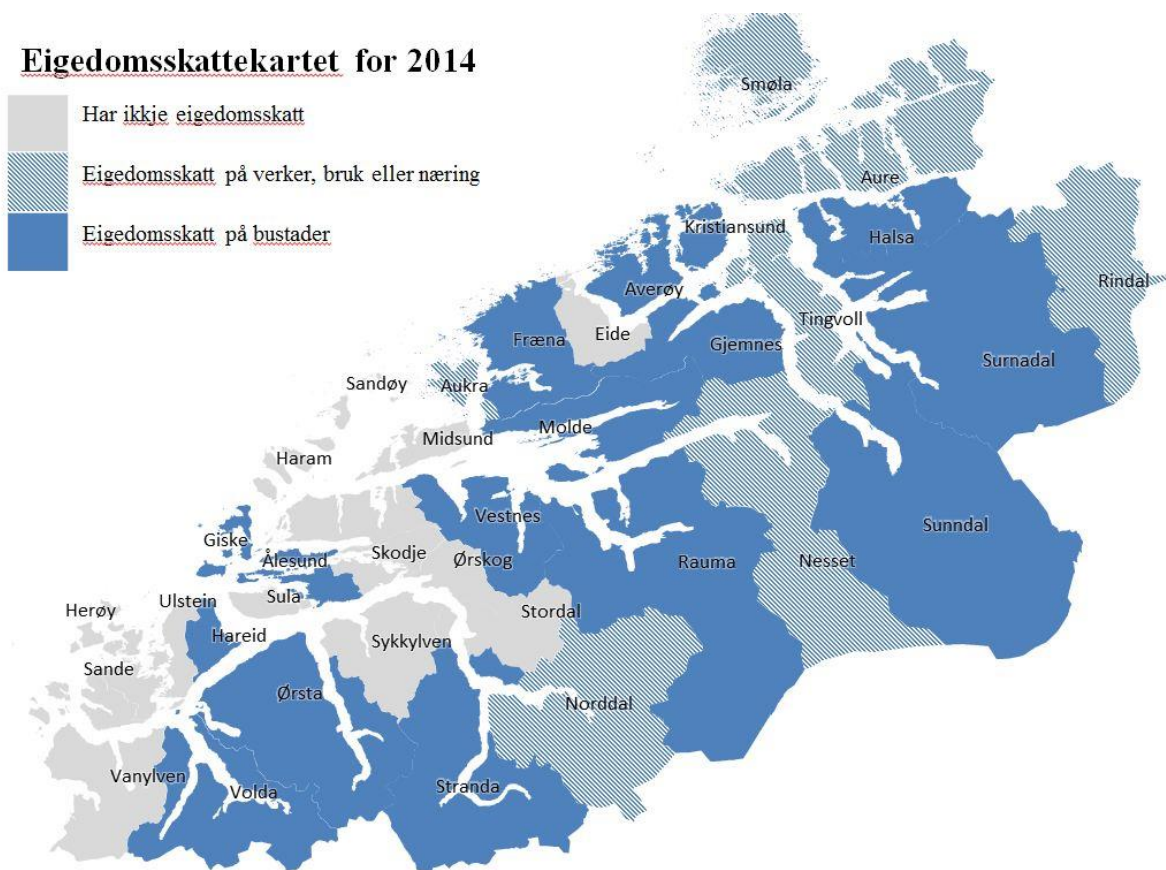 Eigedomsskattekartet for 2014
Har ikkje eigedomsskatt
Eigedomsskatt på verker, bruk eller næring
Eigedomsskatt på bustader
Smøla
Aure
Kristiansund
Halsa
Rindal
Averøy
Tingvoll
Eide
Fræna
Gjemnes
Surnadal
Sandøy
Aukra
Midsund
Molde
Haram
Vestnes
Sunndal
Giske
Ålesund
Skodje
Ørskog
Rauma
Nesset
Herøy
Ulstein
Sula
Stordal
Hareid
Sykkylven
Sande
Ørsta
Norddal
Vanylven
Volda
Stranda